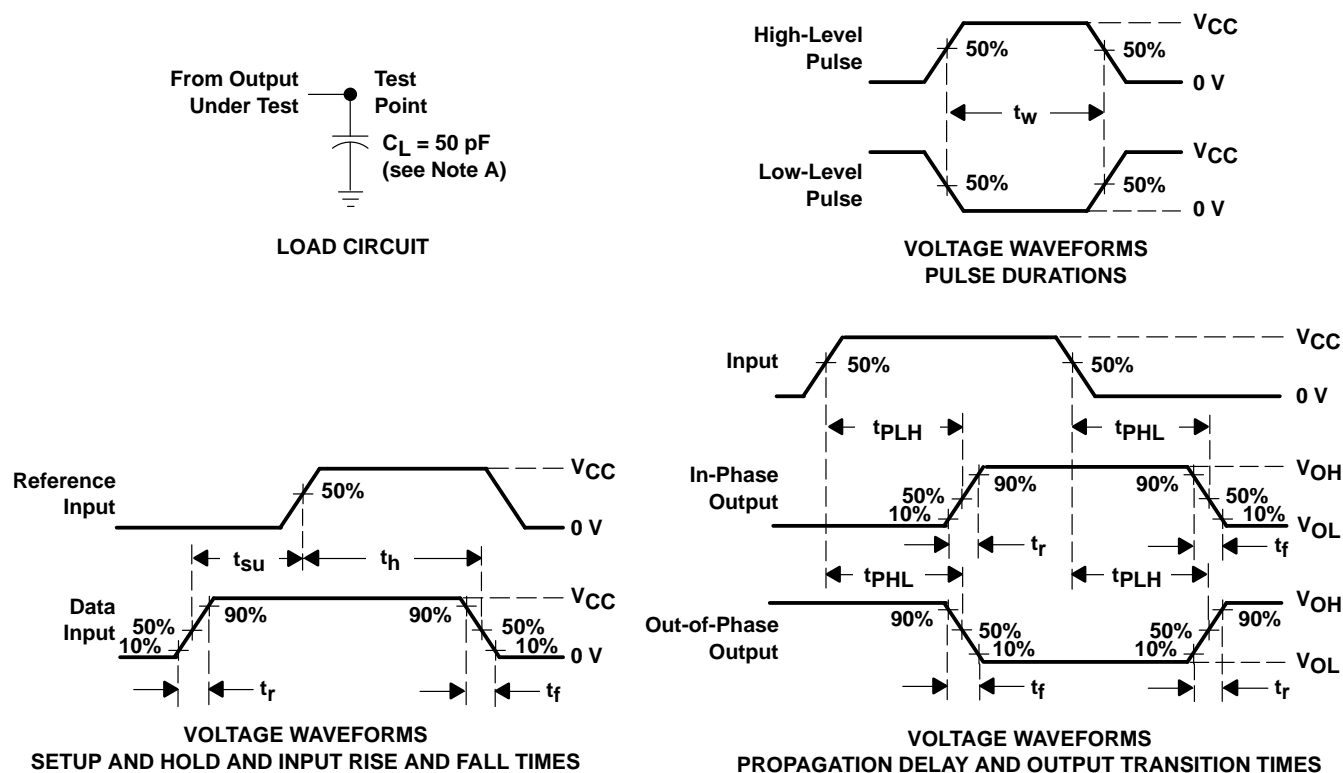 From Output
Under Test
Test
Point
CL = 50 pF
(see Note A)
LOAD CIRCUIT
High-Level
Pulse
50%
50%
VCC
0 V
tw
Low-Level
Pulse
50%
50%
VCC
0 V
VOLTAGE WAVEFORMS
PULSE DURATIONS
Reference
Input
50%
VCC
0 V
tsu
th
Data
Input
50%
10%
90%
90%
50%
10%
VCC
0 V
tr
tf
VOLTAGE WAVEFORMS
SETUP AND HOLD AND INPUT RISE AND FALL TIMES
Input
50%
50%
VCC
0 V
tPLH
tPHL
In-Phase
Output
50%
10%
90%
90%
50%
10%
VOH
VOL
tr
tf
tPHL
tPLH
Out-of-Phase
Output
90%
50%
10%
50%
10%
90%
VOH
VOL
tf
tr
VOLTAGE WAVEFORMS
PROPAGATION DELAY AND OUTPUT TRANSITION TIMES